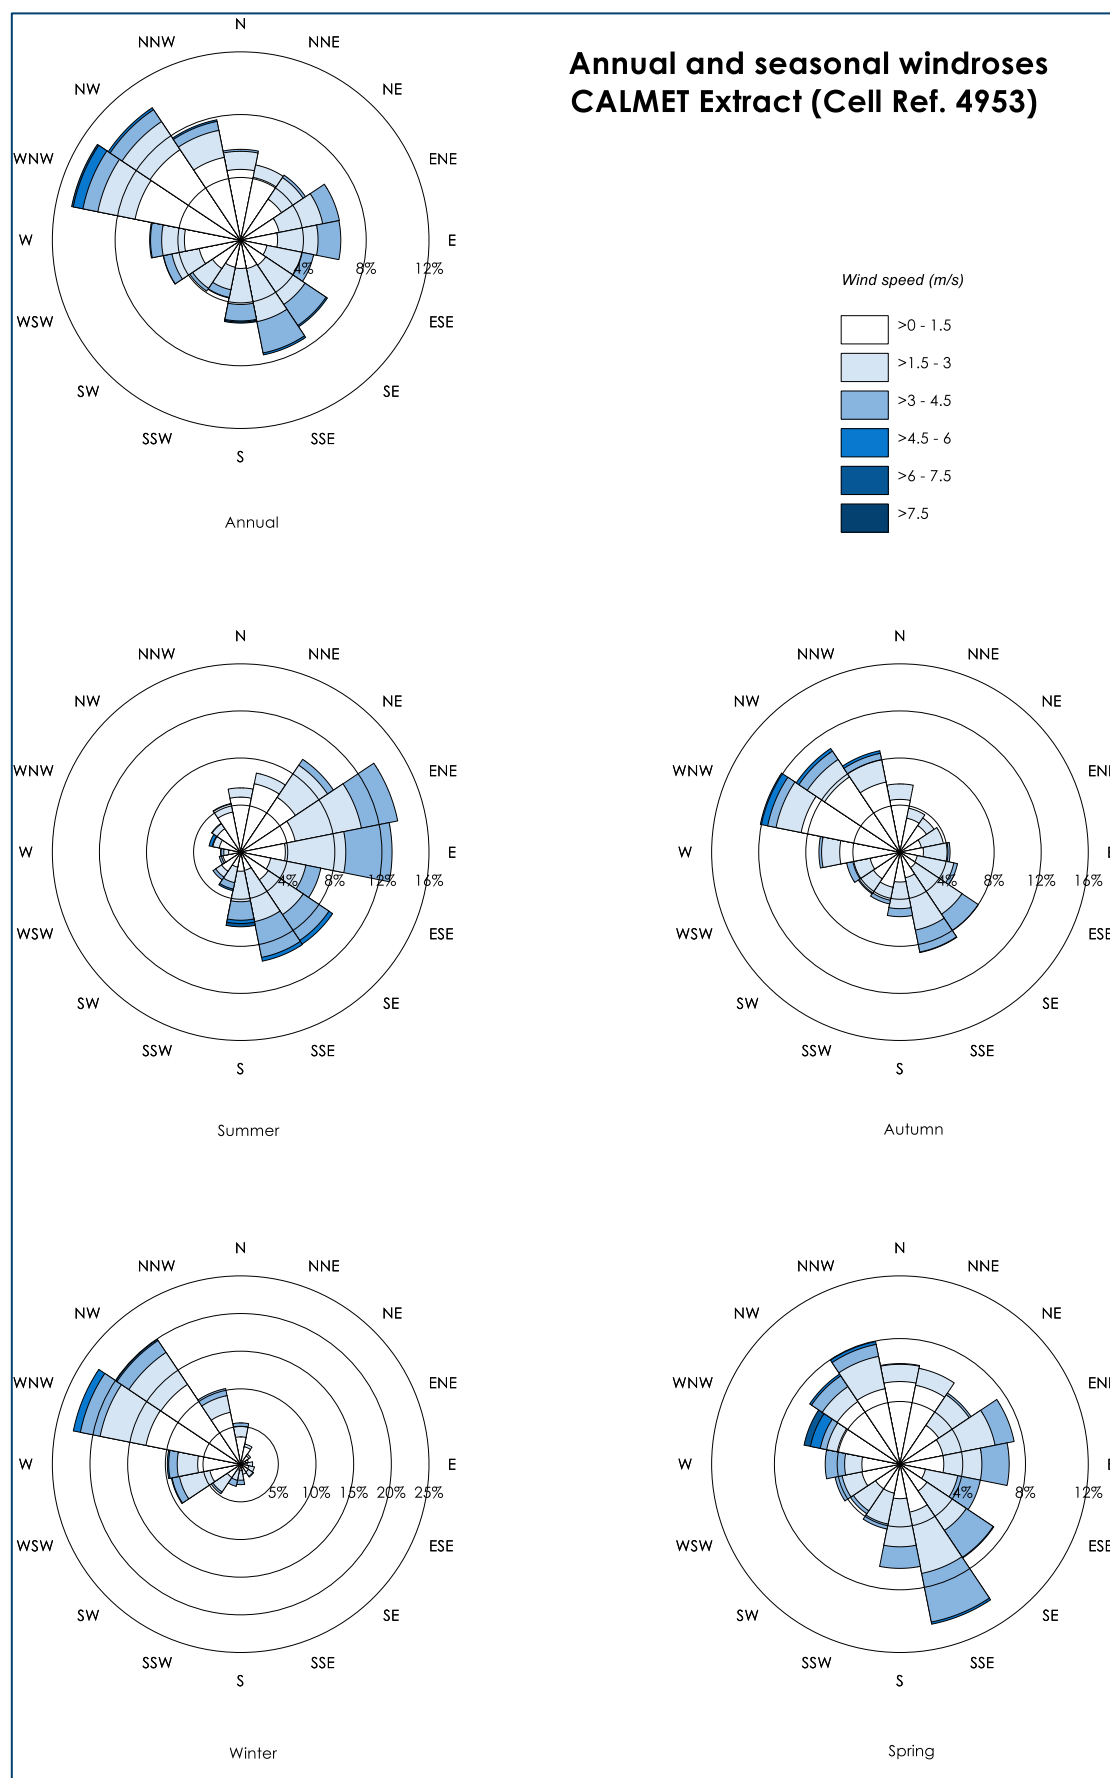 N
NNW NNE
NW NE
Annual and seasonal windroses
CALMET Extract (Cell Ref. 4953)
WNW ENE
W E
4% 8% 12%
WSW ESE
SW SE
SSW SSE
S
Annual
Wind speed (m/s)
>0 - 1.5
>1.5 - 3
>3 - 4.5
>4.5 - 6
>6 - 7.5
>7.5
N
NNW NNE
NW NE
WNW ENE
W E
4% 8% 12% 16%
WSW ESE
SW SE
SSW SSE
S
Summer
N
NNW NNE
NW NE
WNW
W E
4% 8% 12% 16%
WSW ESE
SW SE
SSW SSE
S
Autumn
N
NNW NNE
NW NE
WNW ENE
W E
5% 10% 15% 20% 25%
WSW ESE
SW SE
SSW SSE
S
Winter
N
NNW NNE
NW NE
WNW ENE
W E
4% 8% 12%
WSW ESE
SW SE
SSW SSE
S
Spring